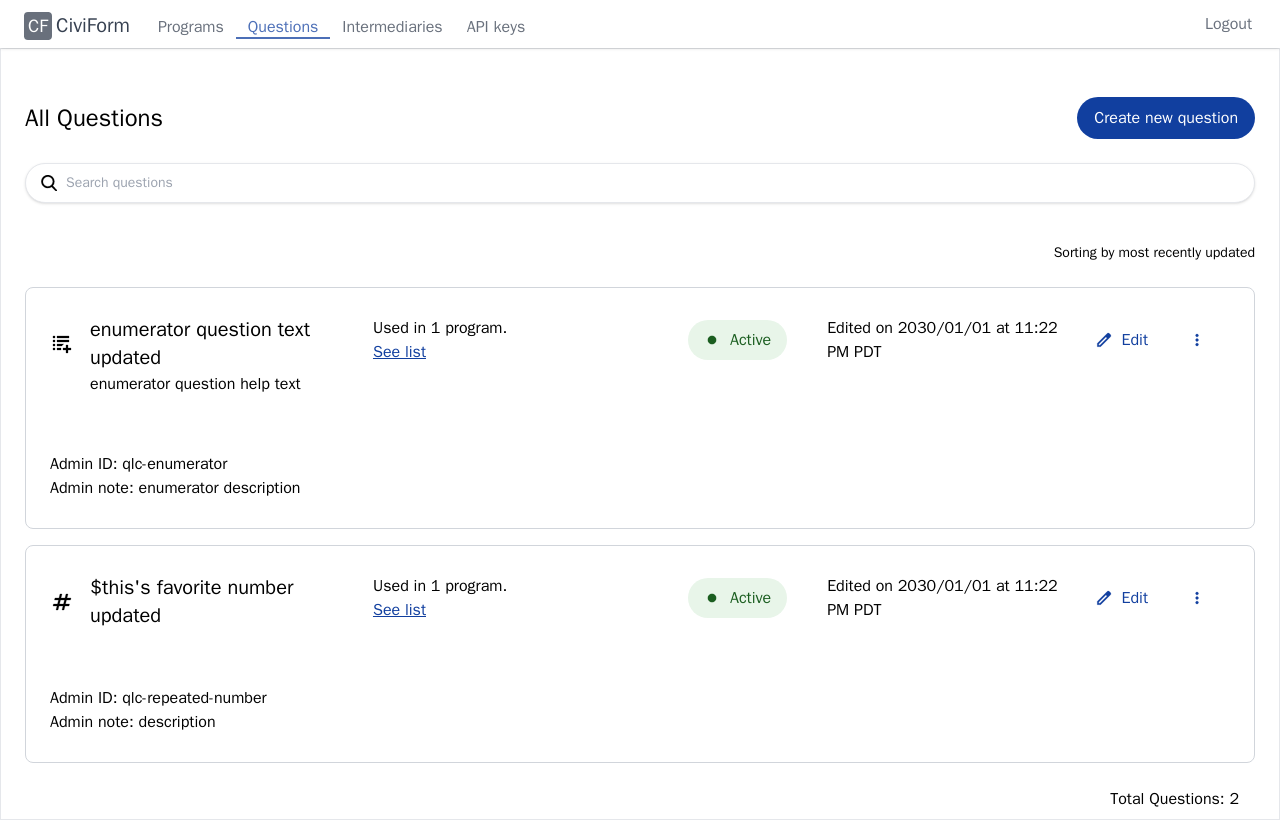 CF CiviForm Programs Questions Intermediaries API keys Logout
All Questions
Create new question
Search questions
Sorting by most recently updated
enumerator question text
updated
enumerator question help text
Used in 1 program.
See list
Active
Edited on 2030/01/01 at 11:22
PM PDT
Edit
Admin ID: qlc-enumerator
Admin note: enumerator description
$this's favorite number
updated
Used in 1 program.
See list
Active
Edited on 2030/01/01 at 11:22
PM PDT
Edit
Admin ID: qlc-repeated-number
Admin note: description
Total Questions: 2